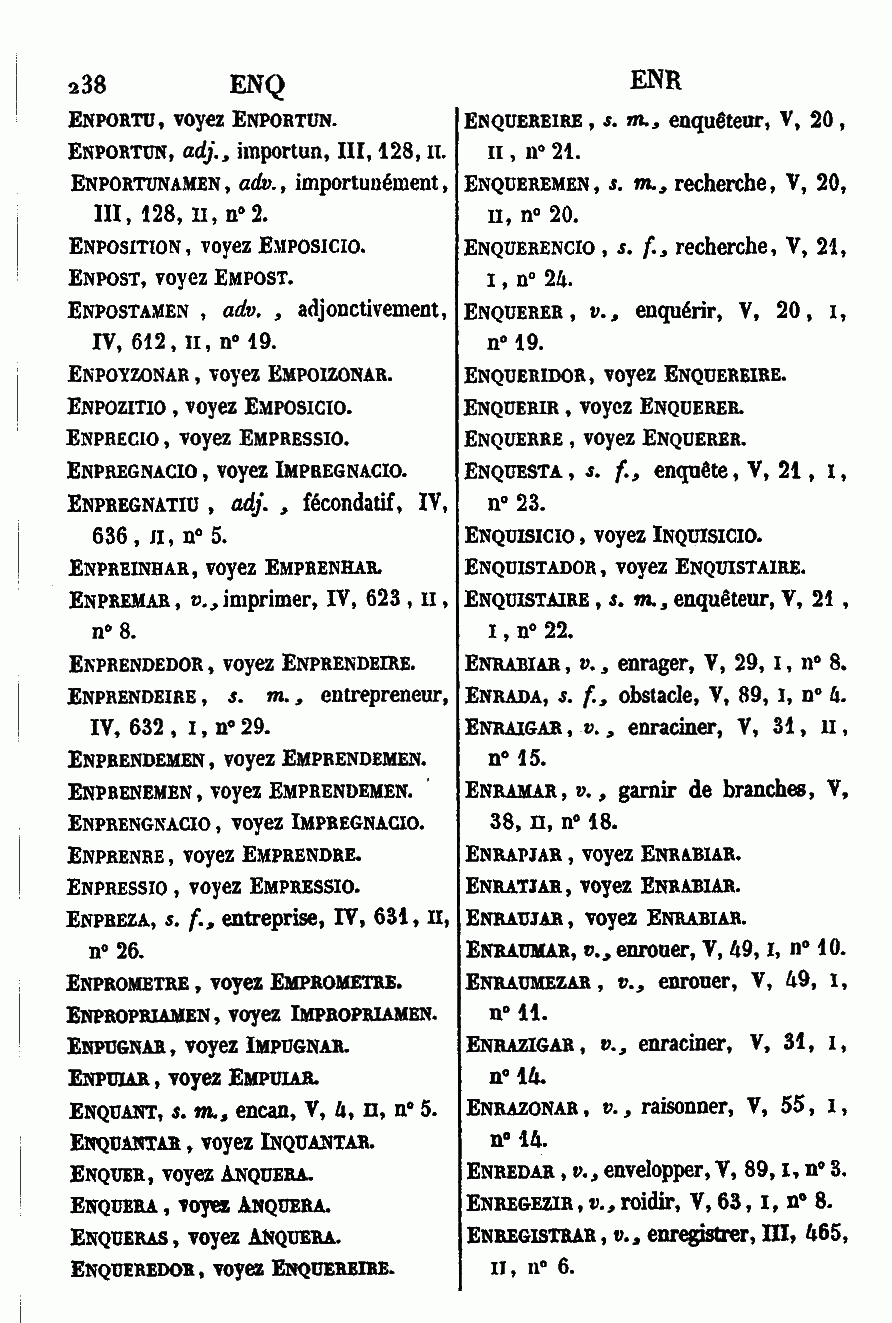 238 ENQ
ENPORTU, voyez ENPORTUN.
ENPORTUN, adj., importun, III, 128, II.
ENPORTUNAMEN, adv., importunément,
III, 128, II, n° 2.
ENPOSITION, voyez EMPOSICIO.
ENPOST, voyez EMPOST.
ENPOSTAMEN, adv., adjonctivement,
IV, 612, II, n° 19.
ENPOYZONAR, voyez EMPOIZONAR.
ENPOZITIO, voyez EMPOSICIO.
ENPRECIO, voyez EMPRESSIO.
ENPREGNACIO, voyez IMPREGNACIO.
ENPREGNATIU, adj., fécondatif, IV,
636, II, n° 5.
ENPREINHAR, voyez EMPRENHAR.
ENPREMAR, v., imprimer, IV, 623, II,
n° 8.
ENPRENDEDOR, voyez ENPRENDEIRE.
ENPRENDEIRE, s. m., entrepreneur,
IV, 632, I, n° 29.
ENPRENDEMEN, voyez EMPRENDEMEN.
ENPRENEMEN, voyez EMPRENDEMEN.
ENPRENGNACIO, voyez IMPREGNACIO.
ENPRENRE, voyez EMPRENDRE.
ENPRESSIO, voyez EMPRESSIO.
ENPREZA, s. f., entreprise, IV, 631, II,
n° 26.
ENPROMETRE, voyez EMPROMETRE.
ENPROPRIAMEN, voyez IMPROPRIAMEN.
ENPUGNAR, voyez IMPUGNAR.
ENPUIAR, voyez EMPUIAR.
ENQUANT, s. m., encan, V, 4, II, n° 5.
ENQUANTAR, voyez INQUANTAR.
ENQUER, voyez ANQUERA.
ENQUERA, voyez ANQUERA.
ENQUERAS, voyez ANQUERA.
ENQUEREDOR, voyez ENQUEREIRE.
ENR
ENQUEREIRE, s. m., enquêteur, V, 20,
II, n° 21.
ENQUEREMEN, s. m., recherche, V, 20,
II, n° 20.
ENQUERENCIO, s. f., recherche, V, 21,
I, n° 24.
ENQUERER, v., enquérir, V, 20, I,
n° 19.
ENQUERIDOR, voyez ENQUEREIRE.
ENQUERIR, voyez ENQUERER.
ENQUERRE, voyez ENQUERER.
ENQUESTA, s. f., enquête, V, 21, I,
n° 23.
ENQUISICIO, voyez INQUISICIO.
ENQUISTADOR, voyez ENQUISTAIRE.
ENQUISTAIRE, s. m., enquêteur, V, 21,
I, n° 22.
ENRABIAR, v., enrager, V, 29, I, n° 8.
ENRADA, s. f., obstacle, V, 89, I, n° 4.
ENRAIGAR, v., enraciner, V, 31, II,
n° 15.
ENRAMAR, v., garnir de branches, V,
38, II, n° 18.
ENRAPJAR, voyez ENRABIAR.
ENRATJAR, voyez ENRABIAR.
ENRAUJAR, voyez ENRABIAR.
ENRAUMAR, v., enrouer, V, 49, I, n° 10.
ENRAUMEZAR, v., enrouer, V, 49, I,
n° 11.
ENRAZIGAR, v., enraciner, V, 31, I,
n° 14.
ENRAZONAR, v., raisonner, V, 55, I,
n° 14.
ENREDAR, v., envelopper, V, 89, I, n° 3.
ENREGEZIR, v., roidir, V, 63, I, n° 8.
ENREGISTRAR, v., enregistrer, III, 465,
II, n° 6.